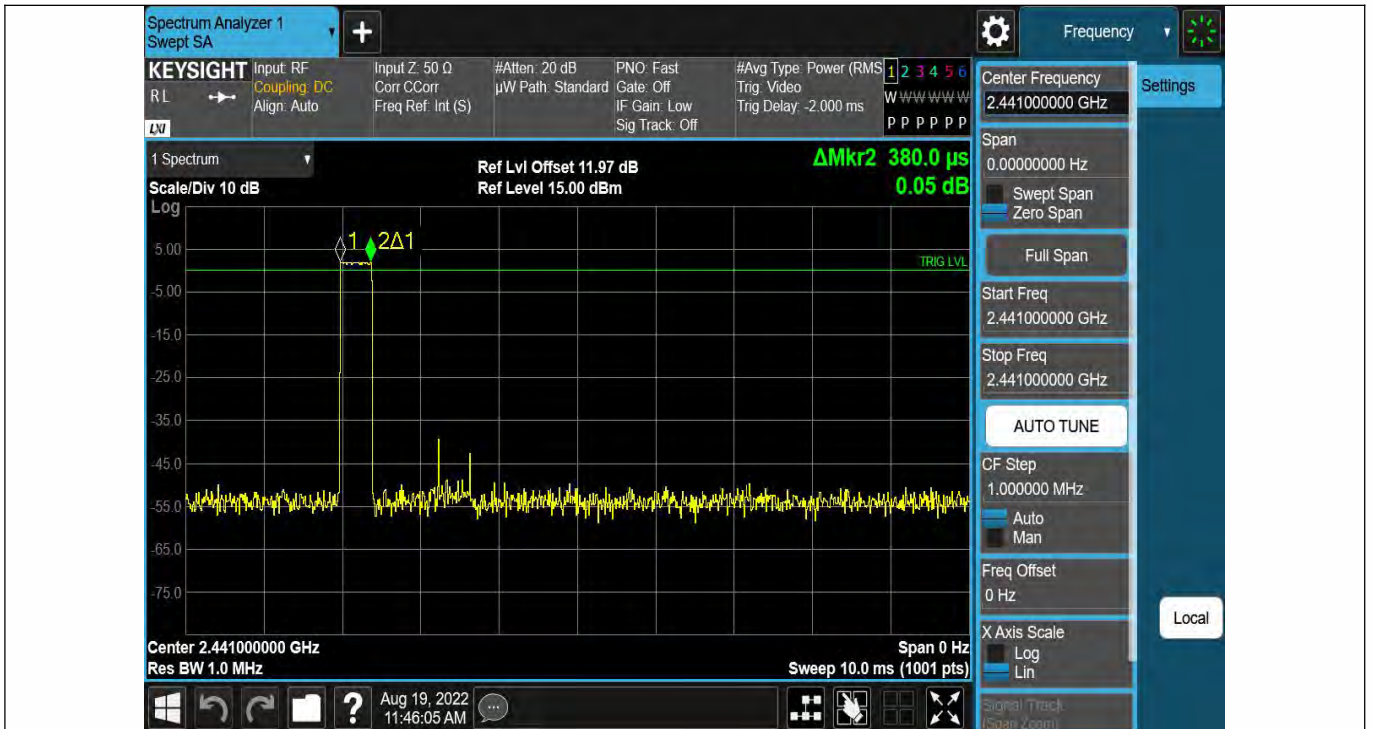 Spectrum Analyzer 1
Swept SA
+
Frequency
KEYSIGHT
R L
LXI
Input: RF
Coupling: DC
Align: Auto
Input Z: 50 Ω
Corr CCorr
Freq Ref: Int (S)
#Atten: 20 dB
µW Path: Standard
PNO: Fast
Gate: Off
IF Gain: Low
Sig Track: Off
#Avg Type: Power (RMS
Trig: Video
Trig Delay: -2.000 ms
1 2 3 4 5 6
W W W W W W
P P P P P P
1 Spectrum
Scale/Div 10 dB
Log
Ref Lvl Offset 11.97 dB
Ref Level 15.00 dBm
ΔMkr2 380.0 µs
0.05 dB
1
2Δ1
TRIG LVL
5.00
-5.00
-15.0
-25.0
-35.0
-45.0
-55.0
-65.0
-75.0
Center 2.441000000 GHz
Res BW 1.0 MHz
Span 0 Hz
Sweep 10.0 ms (1001 pts)
Center Frequency
2.441000000 GHz
Settings
Span
0.00000000 Hz
Swept Span
Zero Span
Full Span
Start Freq
2.441000000 GHz
Stop Freq
2.441000000 GHz
AUTO TUNE
CF Step
1.000000 MHz
Auto
Man
Freq Offset
0 Hz
X Axis Scale
Log
Lin
Signal Track
(Span Zoom)
Local
?
Aug 19, 2022
11:46:05 AM